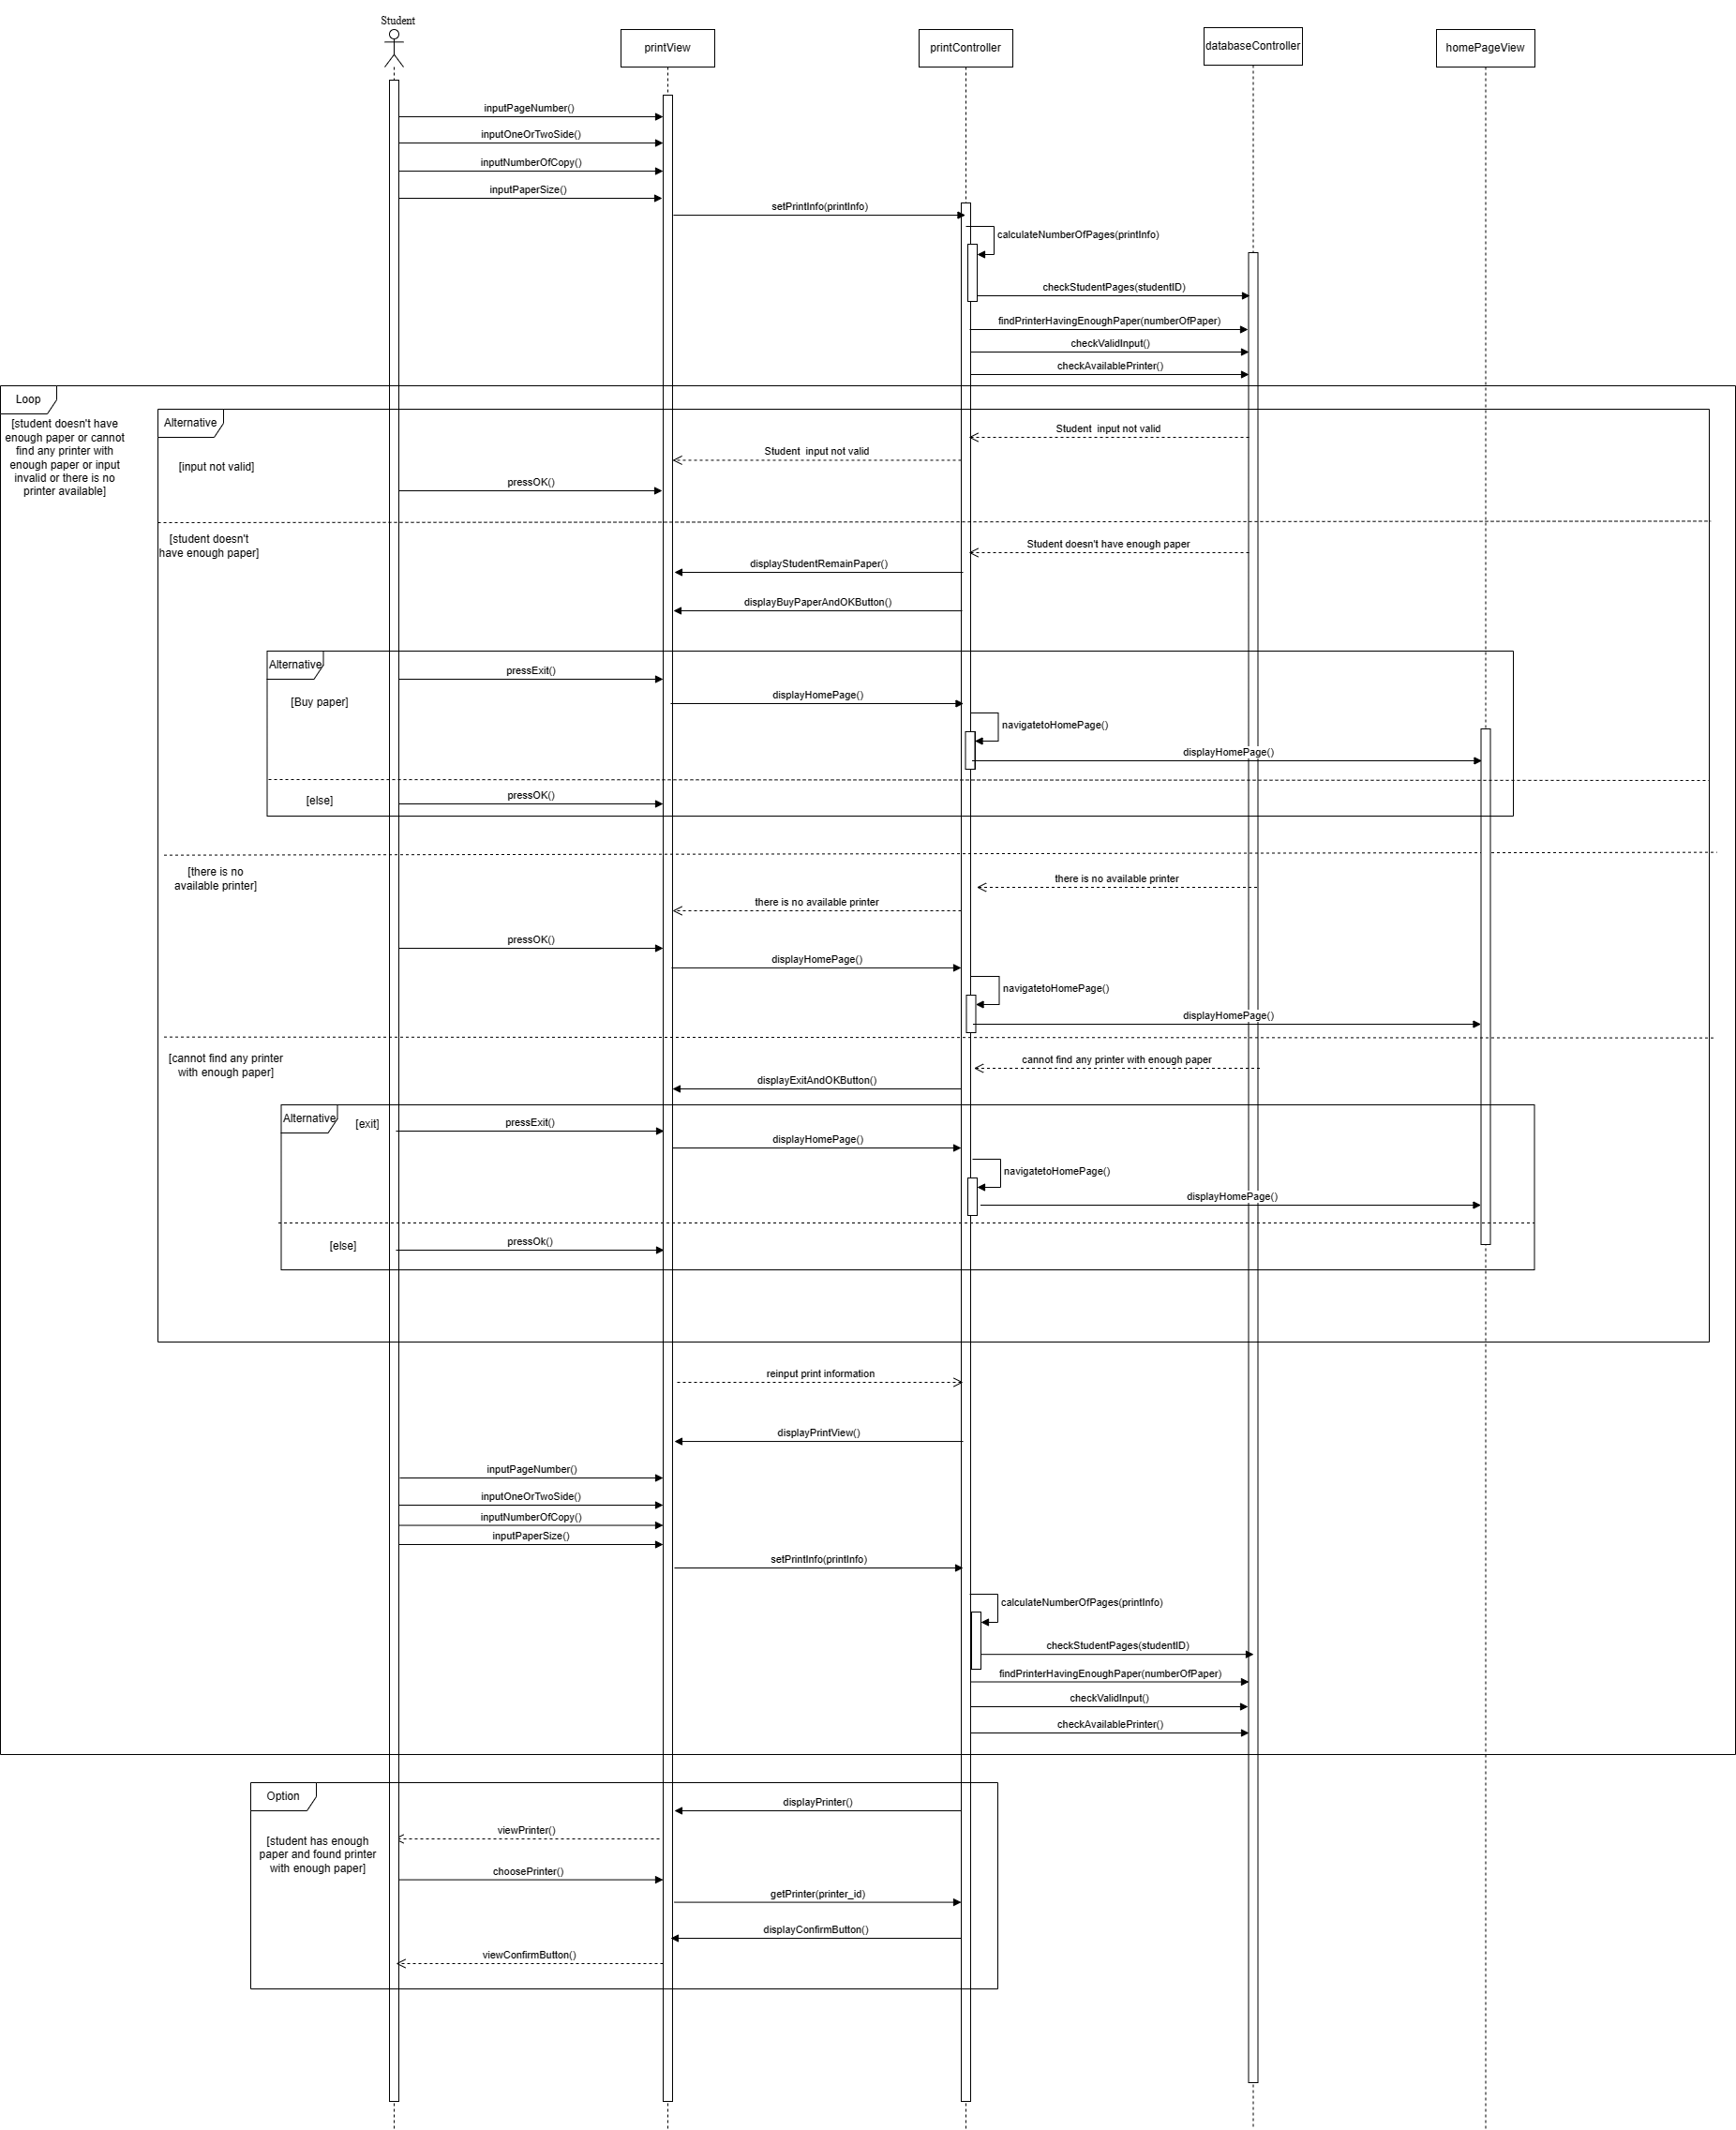 Student
printView
printController
databaseController
homePageView
inputPageNumber()
inputOneOrTwoSide()
inputNumberOfCopy()
inputPaperSize()
setPrintInfo(printInfo)
calculateNumberOfPages(printInfo)
checkStudentPages(studentID)
findPrinterHavingEnoughPaper(numberOfPaper)
checkValidInput()
checkAvailablePrinter()
Loop
[student doesn't have
enough paper or cannot
find any printer with
enough paper or input
invalid or there is no
printer available]
Alternative
[input not valid]
Student  input not valid
Student  input not valid
pressOK()
[student doesn't
have enough paper]
Student doesn't have enough paper
displayStudentRemainPaper()
displayBuyPaperAndOKButton()
Alternative
[Buy paper]
pressExit()
displayHomePage()
navigatetoHomePage()
displayHomePage()
[else]
pressOK()
[there is no
available printer]
there is no available printer
there is no available printer
pressOK()
displayHomePage()
navigatetoHomePage()
displayHomePage()
[cannot find any printer
with enough paper]
cannot find any printer with enough paper
displayExitAndOKButton()
Alternative
[exit]
pressExit()
displayHomePage()
navigatetoHomePage()
displayHomePage()
[else]
pressOk()
reinput print information
displayPrintView()
inputPageNumber()
inputOneOrTwoSide()
inputNumberOfCopy()
inputPaperSize()
setPrintInfo(printInfo)
calculateNumberOfPages(printInfo)
checkStudentPages(studentID)
findPrinterHavingEnoughPaper(numberOfPaper)
checkValidInput()
checkAvailablePrinter()
Option
[student has enough
paper and found printer
with enough paper]
displayPrinter()
viewPrinter()
choosePrinter()
getPrinter(printer_id)
displayConfirmButton()
viewConfirmButton()